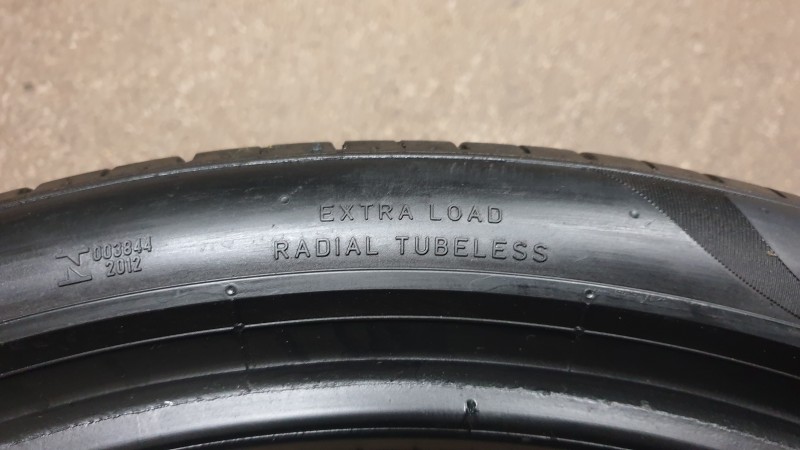 EXTRA LOAD
RADIAL TUBELESS
003844
2012